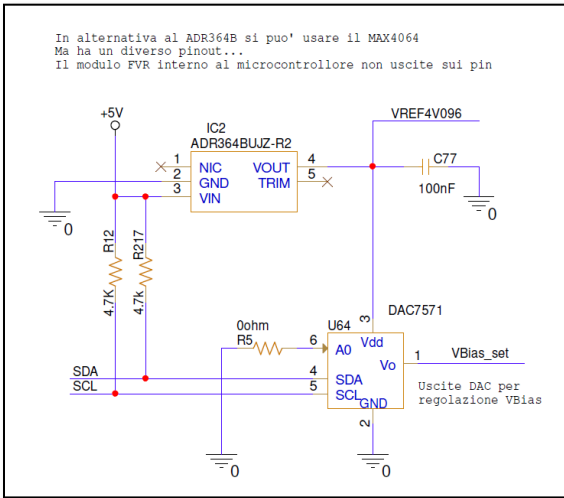 In alternativa al ADR364B si puo' usare il MAX4064
Ma ha un diverso pinout...
Il modulo FVR interno al microcontrollore non uscite sui pin
+5V
VREF4V096
IC2
ADR364BUJZ-R2
1 NIC VOUT 4
2 GND TRIM 5
3 VIN
C77
100nF
0
0
R12
4.7K
R217
4.7k
DAC7571
0ohm
R5
U64
3
Vdd
6 A0
Vo 1 VBias_set
SDA 4 SDA
SCL 5 SCL
GND
2
Uscite DAC per
regolazione VBias
0
0